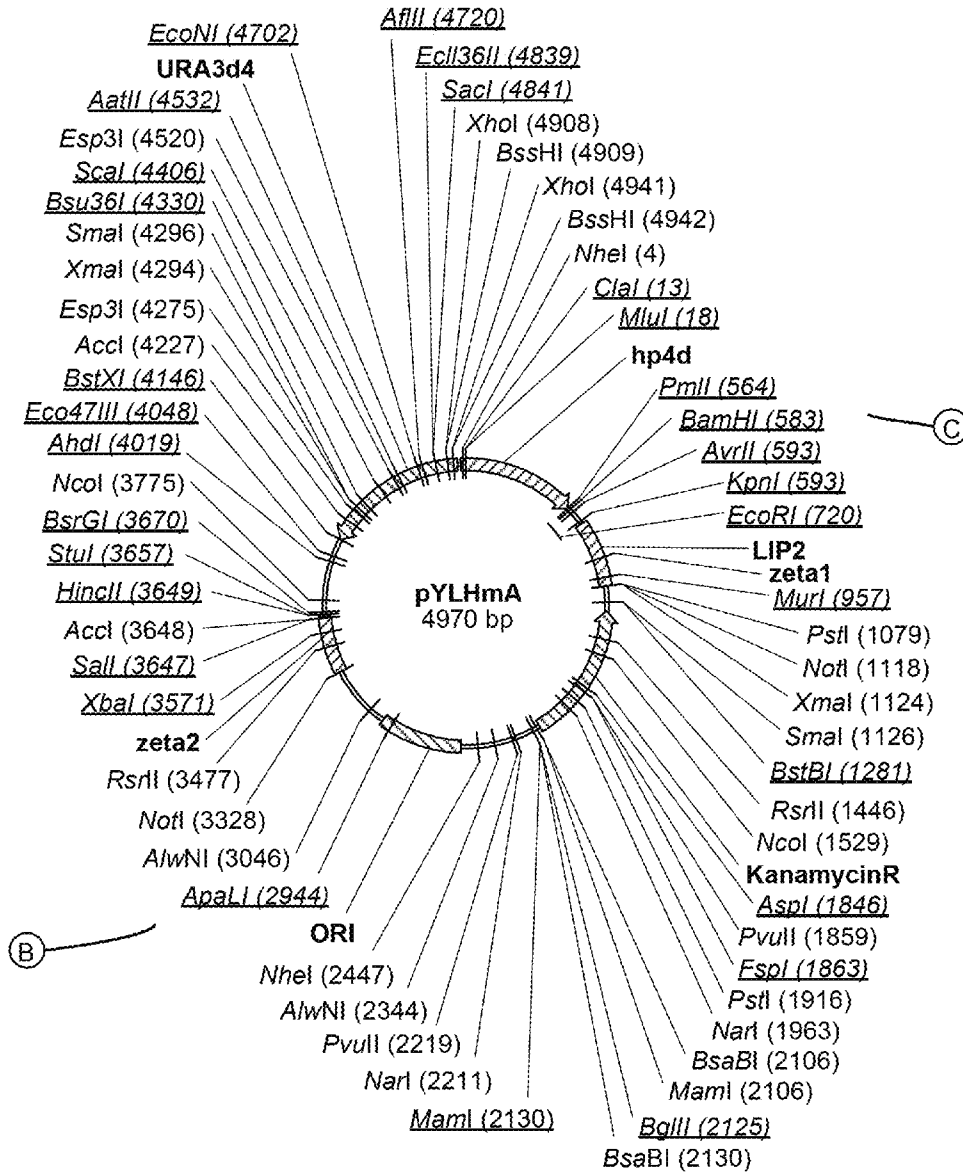 EcoNI (4702)
URA3d4
AatII (4532)
Esp3I (4520)
ScaI (4406)
Bsu36I (4330)
SmaI (4296)
XmaI (4294)
Esp3I (4275)
AccI (4227)
BstXI (4146)
Eco47III (4048)
AhdI (4019)
NcoI (3775)
BsrGI (3670)
StuI (3657)
HincII (3649)
AccI (3648)
SalI (3647)
XbaI (3571)
zeta2
RsrII (3477)
NotI (3328)
AlwNI (3046)
ApaLI (2944)
ORI
NheI (2447)
AlwNI (2344)
PvuII (2219)
NarI (2211)
MamI (2130)
AflII (4720)
Ecll36II (4839)
SacI (4841)
XhoI (4908)
BssHI (4909)
XhoI (4941)
BssHI (4942)
NheI (4)
ClaI (13)
MluI (18)
hp4d
PmlI (564)
BamHI (583)
AvrII (593)
KpnI (593)
EcoRI (720)
LIP2
zeta1
MurI (957)
PstI (1079)
NotI (1118)
XmaI (1124)
SmaI (1126)
BstBI (1281)
RsrII (1446)
NcoI (1529)
KanamycinR
AspI (1846)
PvuII (1859)
FspI (1863)
PstI (1916)
NarI (1963)
BsaBI (2106)
MamI (2106)
BglII (2125)
BsaBI (2130)
pYLHmA
4970 bp
B
C